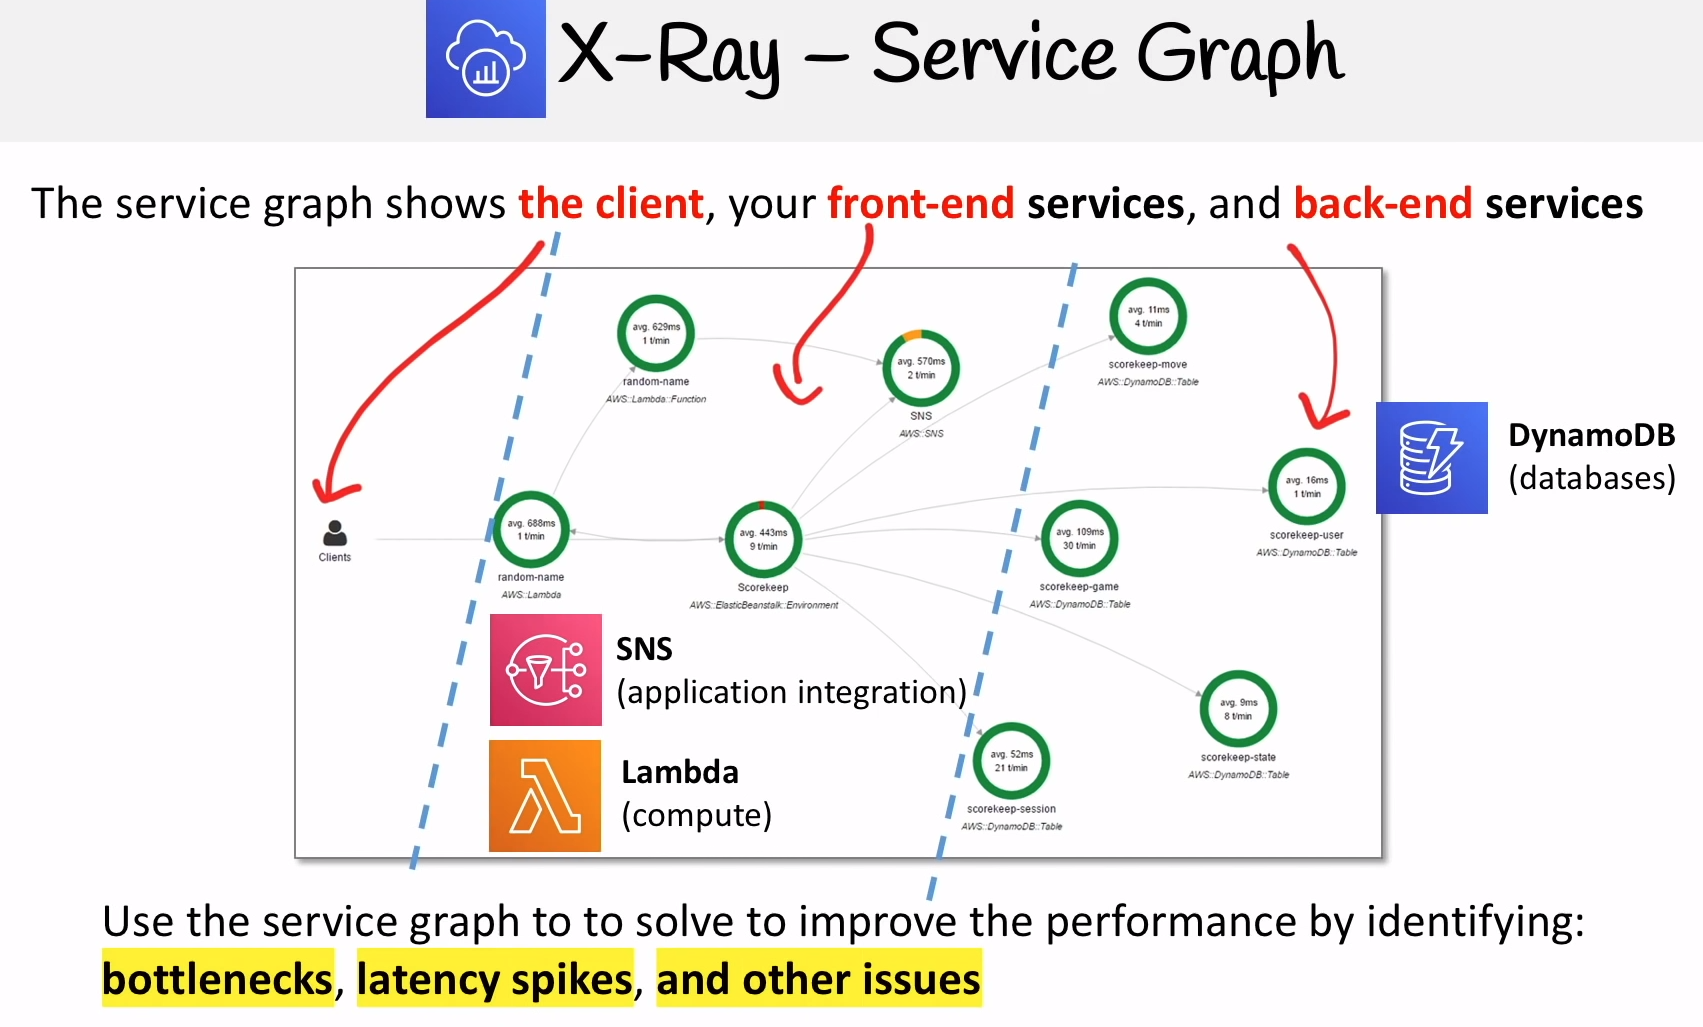 X-Ray – Service Graph
The service graph shows the client, your front-end services, and back-end services
avg. 629ms
1 t/min
random-name
AWS::Lambda::Function
avg. 570ms
2 t/min
SNS
AWS::SNS
avg. 11ms
4 t/min
scorekeep-move
AWS::DynamoDB::Table
DynamoDB
(databases)
avg. 16ms
1 t/min
scorekeep-user
AWS::DynamoDB::Table
Clients
avg. 688ms
1 t/min
random-name
AWS::Lambda
avg. 443ms
9 t/min
Scorekeep
AWS::ElasticBeanstalk::Environment
avg. 109ms
30 t/min
scorekeep-game
AWS::DynamoDB::Table
SNS
(application integration)
Lambda
(compute)
avg. 9ms
8 t/min
scorekeep-state
AWS::DynamoDB::Table
avg. 52ms
21 t/min
scorekeep-session
AWS::DynamoDB::Table
Use the service graph to to solve to improve the performance by identifying:
bottlenecks, latency spikes, and other issues